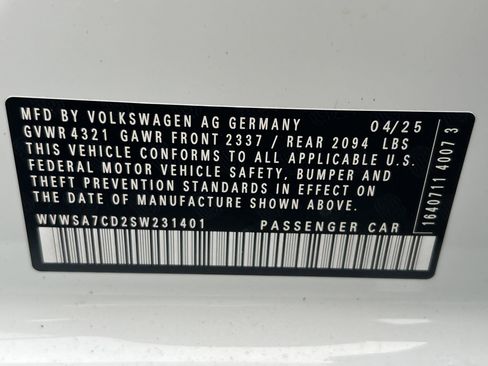 MFD BY VOLKSWAGEN AG GERMANY 04/25
GVWR 4321 GAWR FRONT 2337 / REAR 2094 LBS
THIS VEHICLE CONFORMS TO ALL APPLICABLE U.S.
FEDERAL MOTOR VEHICLE SAFETY, BUMPER AND
THEFT PREVENTION STANDARDS IN EFFECT ON
THE DATE OF MANUFACTURE SHOWN ABOVE.
WVWSA7CD2SW231401 PASSENGER CAR
16407117 4007 3